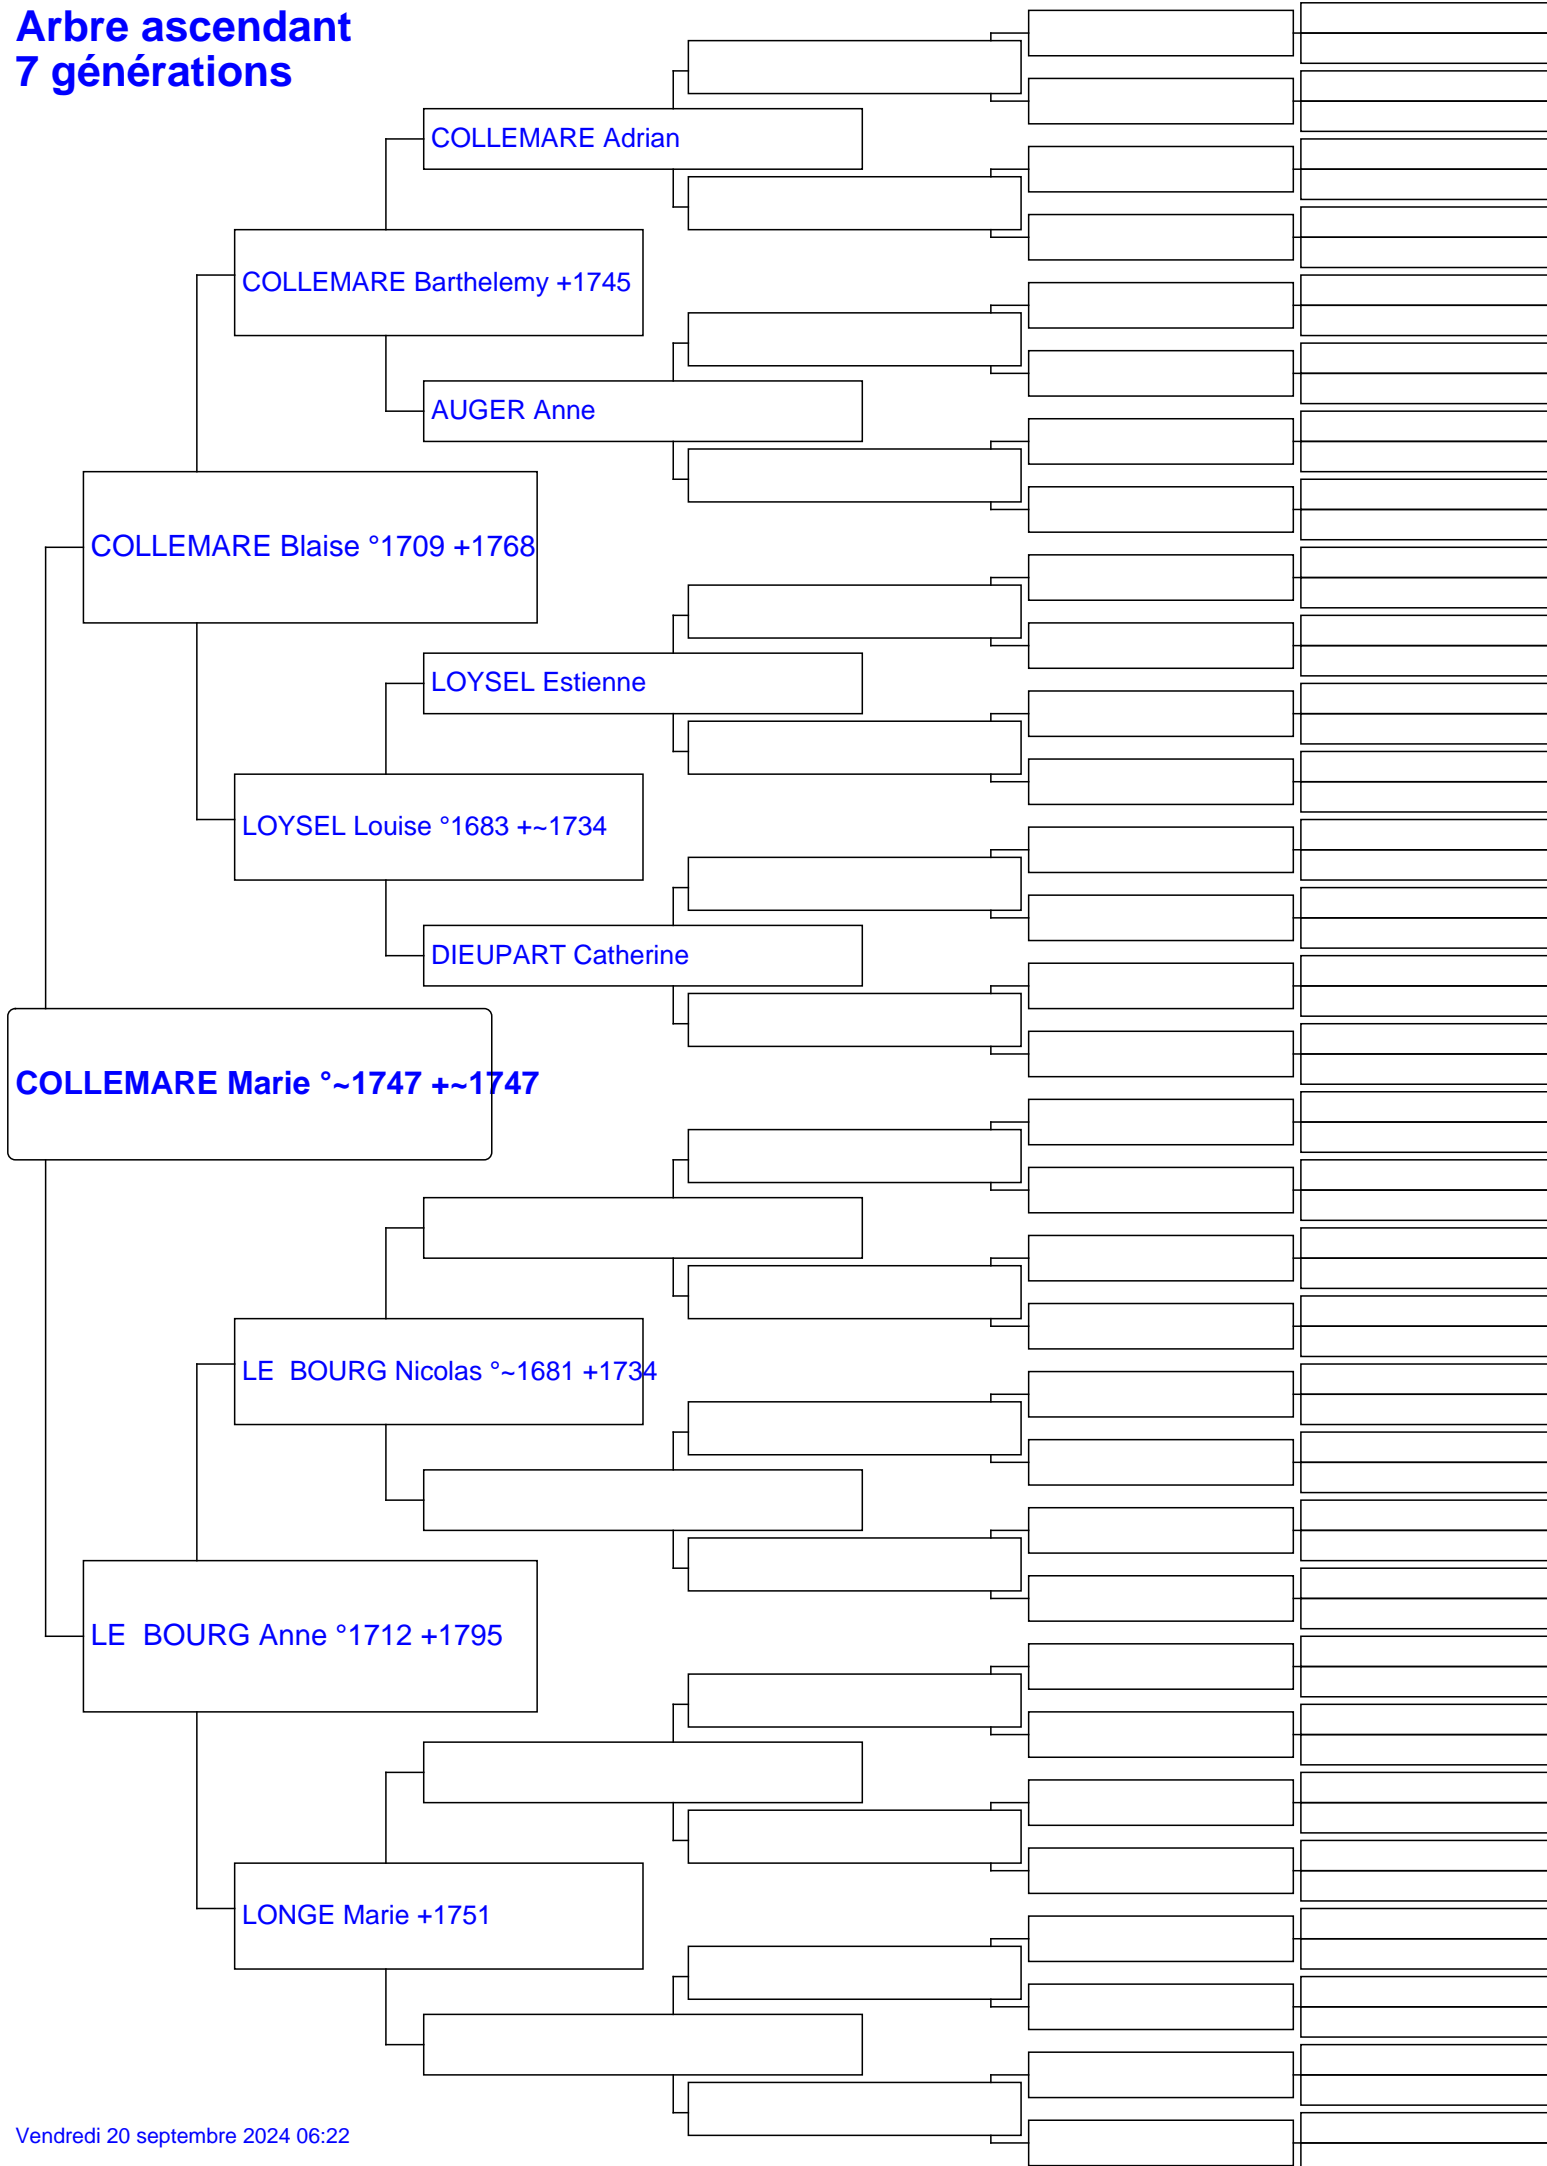 Arbre ascendant
7 générations
COLLEMARE Adrian
COLLEMARE Barthelemy +1745
AUGER Anne
COLLEMARE Blaise °1709 +1768
LOYSEL Estienne
LOYSEL Louise °1683 +~1734
DIEUPART Catherine
COLLEMARE Marie °~1747 +~1747
LE  BOURG Nicolas °~1681 +1734
LE  BOURG Anne °1712 +1795
LONGE Marie +1751
Vendredi 20 septembre 2024 06:22